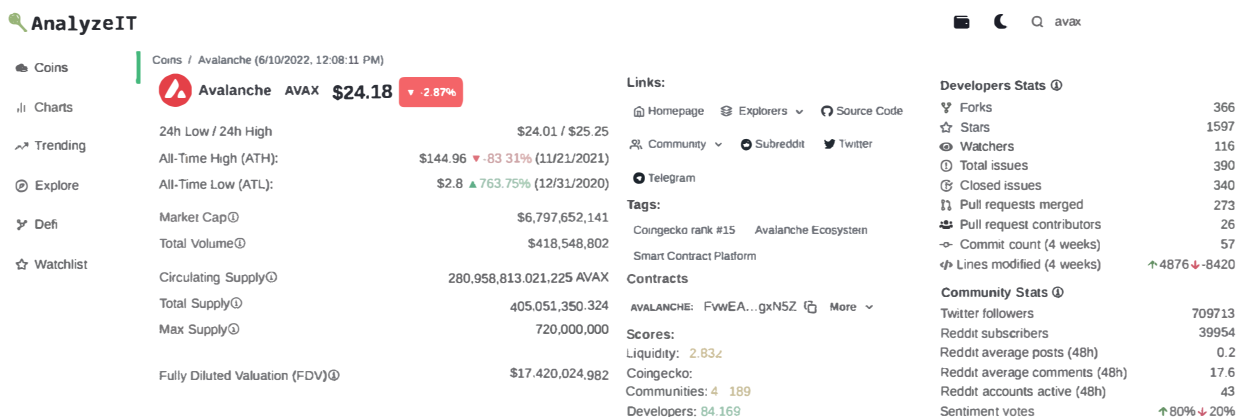 AnalyzeIT
avax
Coins
Charts
Trending
Explore
Defi
Watchlist
Coins / Avalanche (6/10/2022, 12:08:11 PM)
Avalanche AVAX $24.18 ▼ -2.87%
24h Low / 24h High $24.01 / $25.25
All-Time High (ATH): $144.96 ▼ -83 31% (11/21/2021)
All-Time Low (ATL): $2.8 ▲ 763.75% (12/31/2020)
Market Cap $6,797,652,141
Total Volume $418,548,802
Circulating Supply 280,958,813.021,225 AVAX
Total Supply 405.051,350.324
Max Supply 720,000,000
Fully Diluted Valuation (FDV) $17.420,024,982
Links:
Homepage Explorers Source Code
Community Subreddit Twitter
Telegram
Tags:
Coingecko rank #15 Avalanche Ecosystem
Smart Contract Platform
Contracts
AVALANCHE: FvwEA...gxN5Z More
Scores:
Liquidity: 2.832
Coingecko:
Communities: 4 189
Developers: 84.169
Developers Stats
Forks 366
Stars 1597
Watchers 116
Total issues 390
Closed issues 340
Pull requests merged 273
Pull request contributors 26
Commit count (4 weeks) 57
Lines modified (4 weeks) ↑4876↓-8420
Community Stats
Twitter followers 709713
Reddit subscribers 39954
Reddit average posts (48h) 0.2
Reddit average comments (48h) 17.6
Reddit accounts active (48h) 43
Sentiment votes ↑80%↓20%